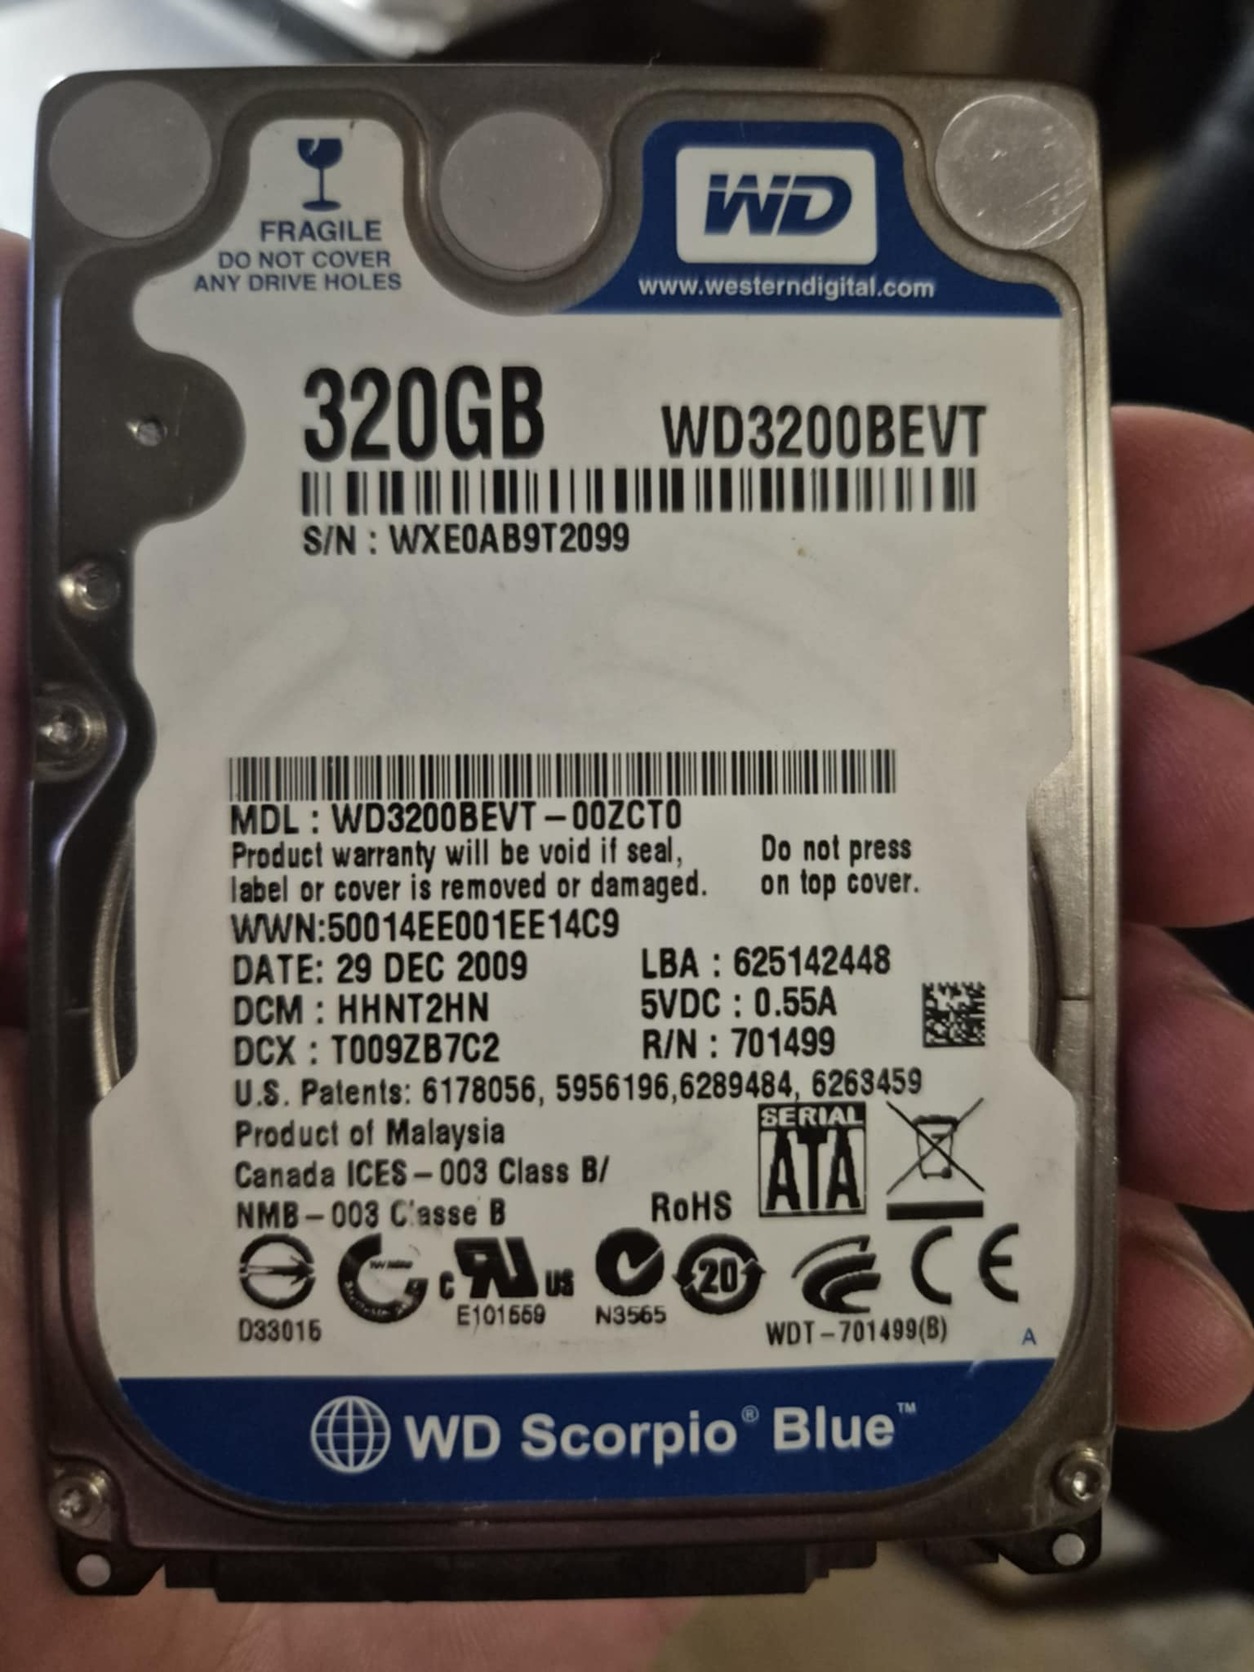 FRAGILE
DO NOT COVER
ANY DRIVE HOLES
WD
www.westerndigital.com
320GB WD3200BEVT
S/N : WXE0AB9T2099
MDL : WD3200BEVT-00ZCT0
Product warranty will be void if seal, Do not press
label or cover is removed or damaged. on top cover.
WWN:50014EE001EE14C9
DATE: 29 DEC 2009 LBA : 625142448
DCM : HHNT2HN 5VDC : 0.55A
DCX : T009ZB7C2 R/N : 701499
U.S. Patents: 6178056, 5956196,6289484, 6263459
Product of Malaysia
Canada ICES-003 Class B/
NMB-003 Classe B RoHS
SERIAL
ATA
c RU US 20 CE
D33015 E101559 N3565 WDT-701499(B) A
WD Scorpio® Blue™